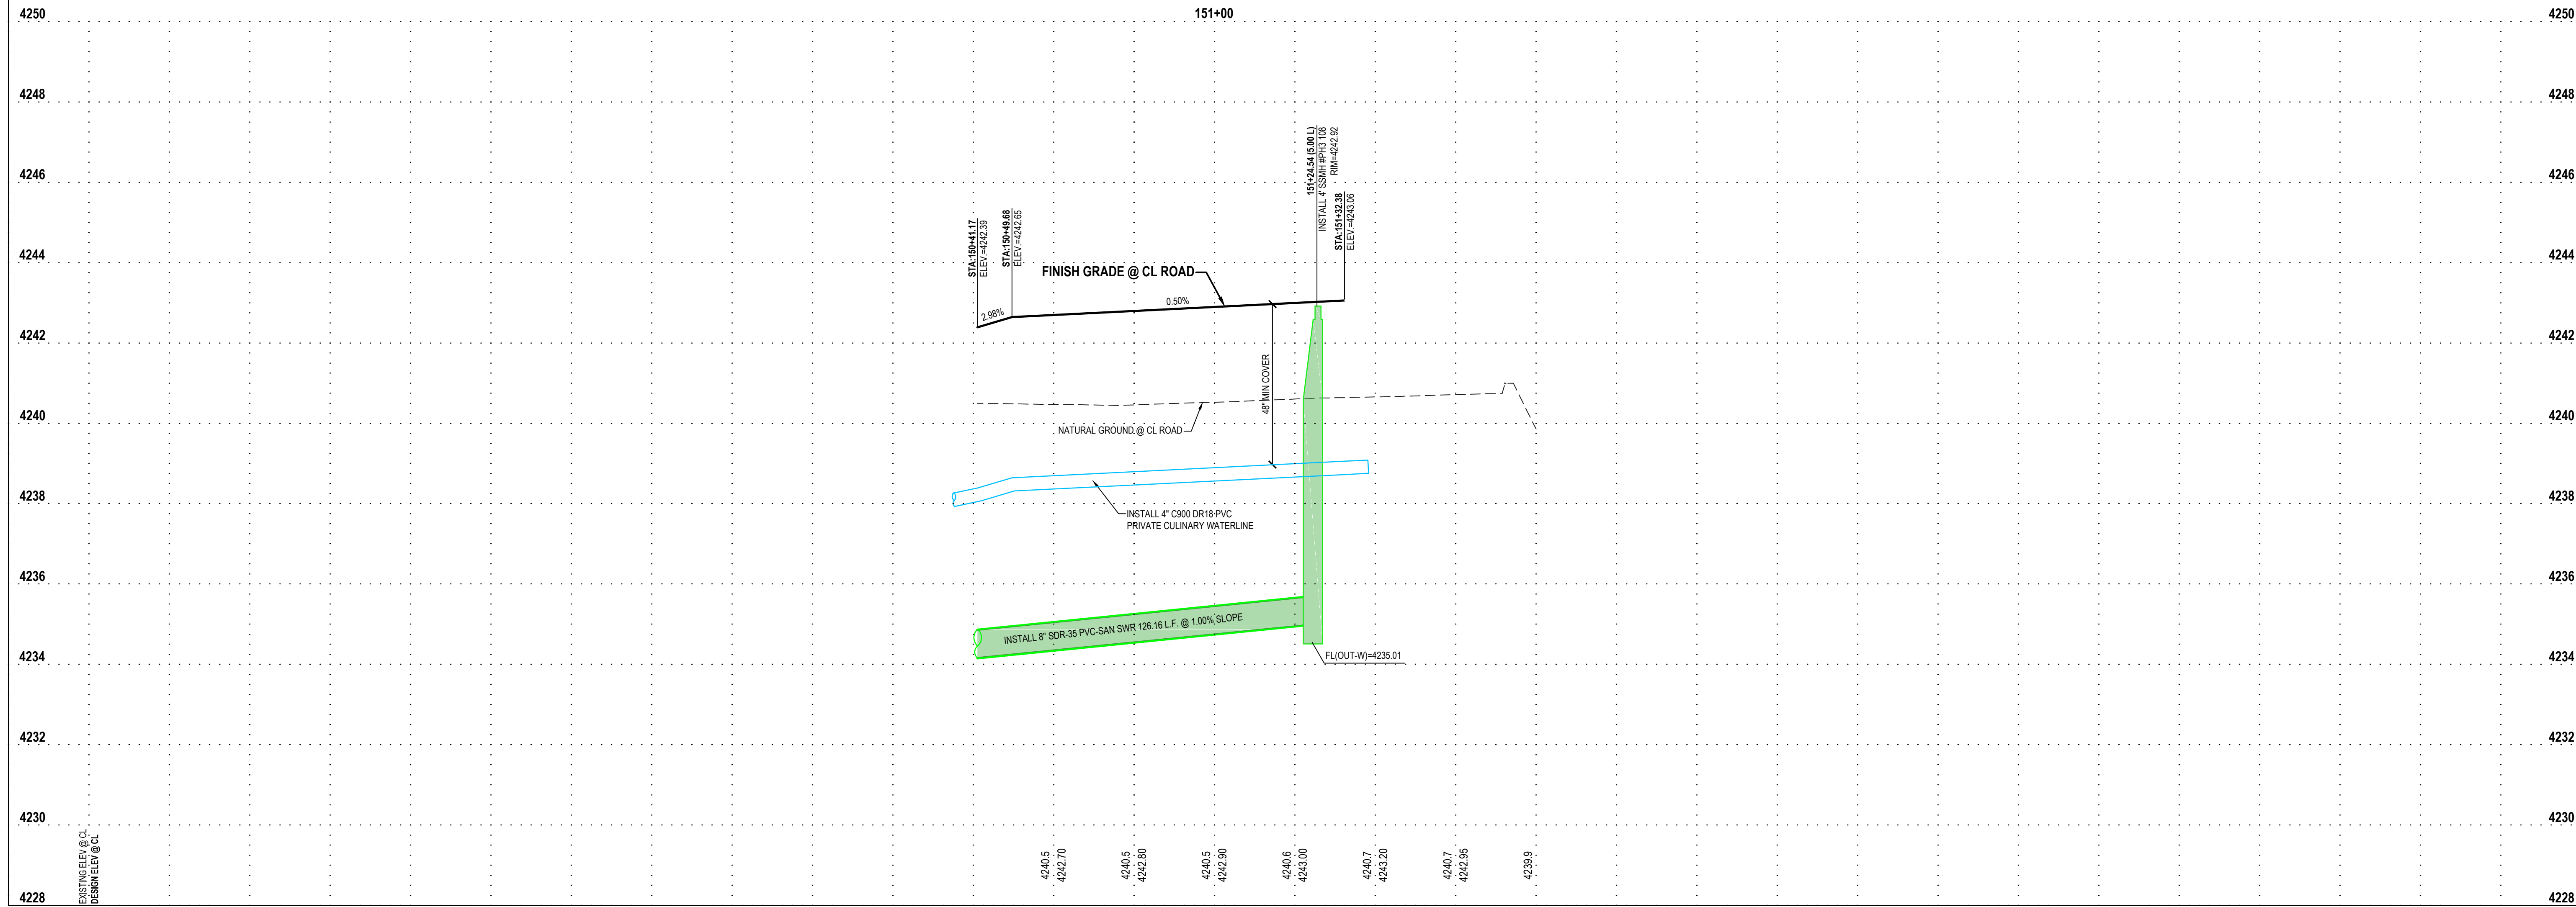 4250
151+00
4250
4248
4248
4246
4246
4244
4244
4242
4242
4240
4240
4238
4238
4236
4236
4234
4234
4232
4232
4230
4230
4228
4228
STA:150+41.17
ELEV.=4242.39
STA:150+49.68
ELEV.=4242.65
151+24.54 (5.00 L)
INSTALL 4' SSMH #PH3 108
RIM=4242.92
STA:151+32.38
ELEV.=4243.06
FINISH GRADE @ CL ROAD
2.98%
0.50%
48" MIN COVER
NATURAL GROUND @ CL ROAD
INSTALL 4" C900 DR18-PVC
PRIVATE CULINARY WATERLINE
INSTALL 8" SDR-35 PVC-SAN SWR 126.16 L.F. @ 1.00% SLOPE
FL(OUT-W)=4235.01
EXISTING ELEV @ CL
DESIGN ELEV @ CL
4240.5
4242.70
4240.5
4242.80
4240.5
4242.90
4240.6
4243.00
4240.7
4243.20
4240.7
4242.95
4239.9